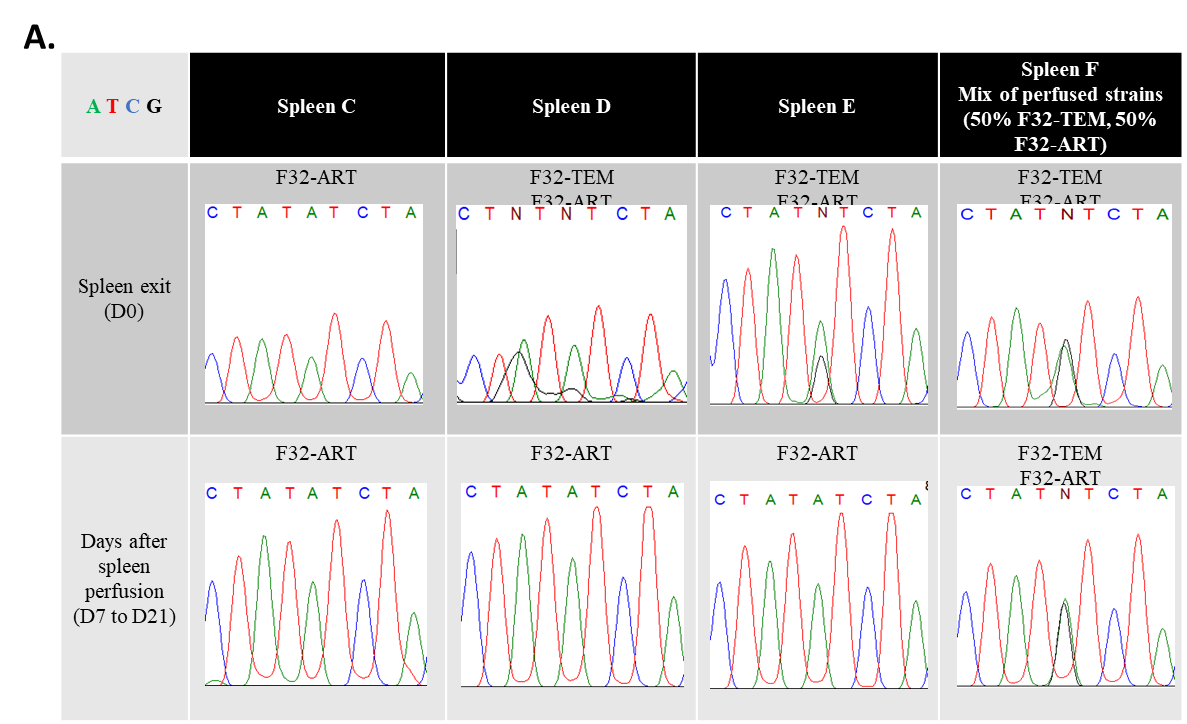 A.
A T C G
Spleen C
Spleen D
Spleen E
Spleen F
Mix of perfused strains
(50% F32-TEM, 50%
F32-ART)
Spleen exit
(D0)
F32-ART
C T A T A T C T A
F32-TEM
F32-ART
C T N T N T C T A
F32-TEM
F32-ART
C T A T N T C T A
F32-TEM
F32-ART
C T A T N T C T A
Days after
spleen
perfusion
(D7 to D21)
F32-ART
C T A T A T C T A
F32-ART
C T A T A T C T A
F32-ART
C T A T A T C T A
F32-TEM
F32-ART
C T A T N T C T A